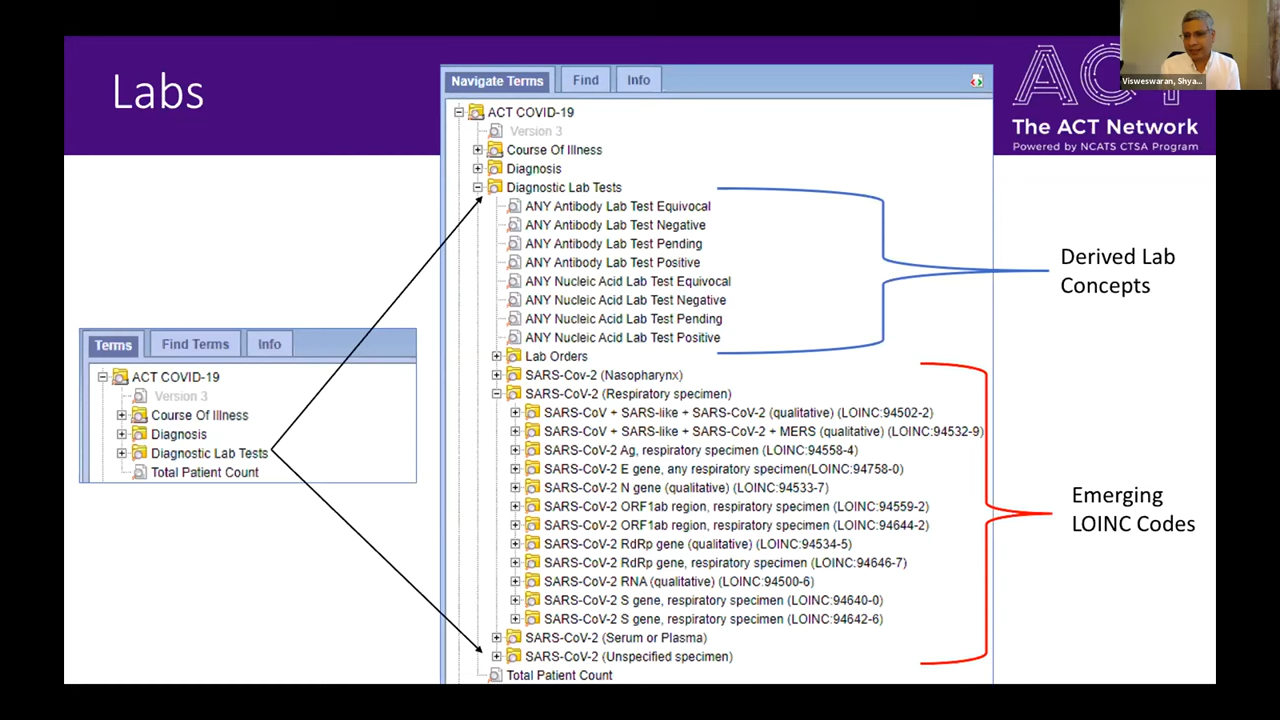 Labs
Navigate Terms
Find
Info
ACT COVID-19
Version 3
Course Of Illness
Diagnosis
Diagnostic Lab Tests
ANY Antibody Lab Test Equivocal
ANY Antibody Lab Test Negative
ANY Antibody Lab Test Pending
ANY Antibody Lab Test Positive
ANY Nucleic Acid Lab Test Equivocal
ANY Nucleic Acid Lab Test Negative
ANY Nucleic Acid Lab Test Pending
ANY Nucleic Acid Lab Test Positive
Lab Orders
SARS-Cov-2 (Nasopharynx)
SARS-CoV-2 (Respiratory specimen)
SARS-CoV + SARS-like + SARS-CoV-2 (qualitative) (LOINC:94502-2)
SARS-CoV + SARS-like + SARS-CoV-2 + MERS (qualitative) (LOINC:94532-9)
SARS-CoV-2 Ag, respiratory specimen (LOINC:94558-4)
SARS-CoV-2 E gene, any respiratory specimen(LOINC:94758-0)
SARS-CoV-2 N gene (qualitative) (LOINC:94533-7)
SARS-CoV-2 ORF1ab region, respiratory specimen (LOINC:94559-2)
SARS-CoV-2 ORF1ab region, respiratory specimen (LOINC:94644-2)
SARS-CoV-2 RdRp gene (qualitative) (LOINC:94534-5)
SARS-CoV-2 RdRp gene, respiratory specimen (LOINC:94646-7)
SARS-CoV-2 RNA (qualitative) (LOINC:94500-6)
SARS-CoV-2 S gene, respiratory specimen (LOINC:94640-0)
SARS-CoV-2 S gene, respiratory specimen (LOINC:94642-6)
SARS-CoV-2 (Serum or Plasma)
SARS-CoV-2 (Unspecified specimen)
Total Patient Count
Terms
Find Terms
Info
ACT COVID-19
Version 3
Course Of Illness
Diagnosis
Diagnostic Lab Tests
Total Patient Count
Derived Lab
Concepts
Emerging
LOINC Codes
ACT
The ACT Network
Powered by NCATS CTSA Program
Visweswaran, Shya...